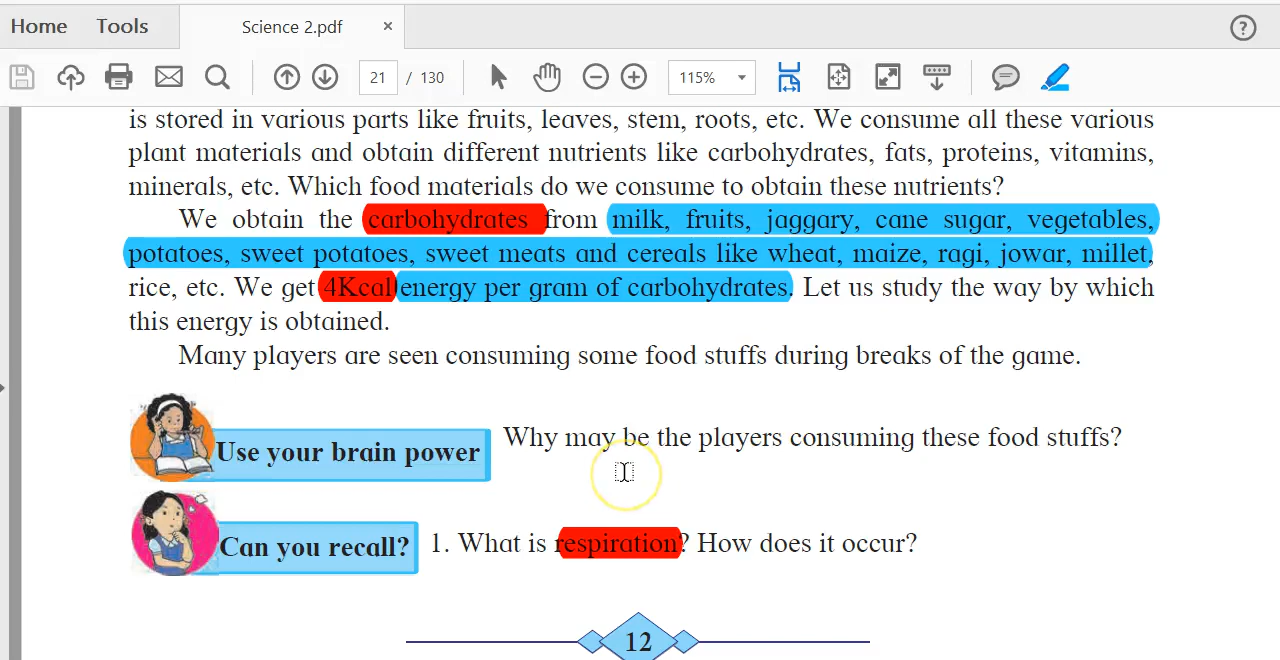 Home Tools Science 2.pdf ×
21 / 130 115%
is stored in various parts like fruits, leaves, stem, roots, etc. We consume all these various
plant materials and obtain different nutrients like carbohydrates, fats, proteins, vitamins,
minerals, etc. Which food materials do we consume to obtain these nutrients?
We obtain the carbohydrates from milk, fruits, jaggary, cane sugar, vegetables,
potatoes, sweet potatoes, sweet meats and cereals like wheat, maize, ragi, jowar, millet,
rice, etc. We get 4Kcal energy per gram of carbohydrates. Let us study the way by which
this energy is obtained.
Many players are seen consuming some food stuffs during breaks of the game.
Use your brain power Why may be the players consuming these food stuffs?
Can you recall? 1. What is respiration? How does it occur?
12